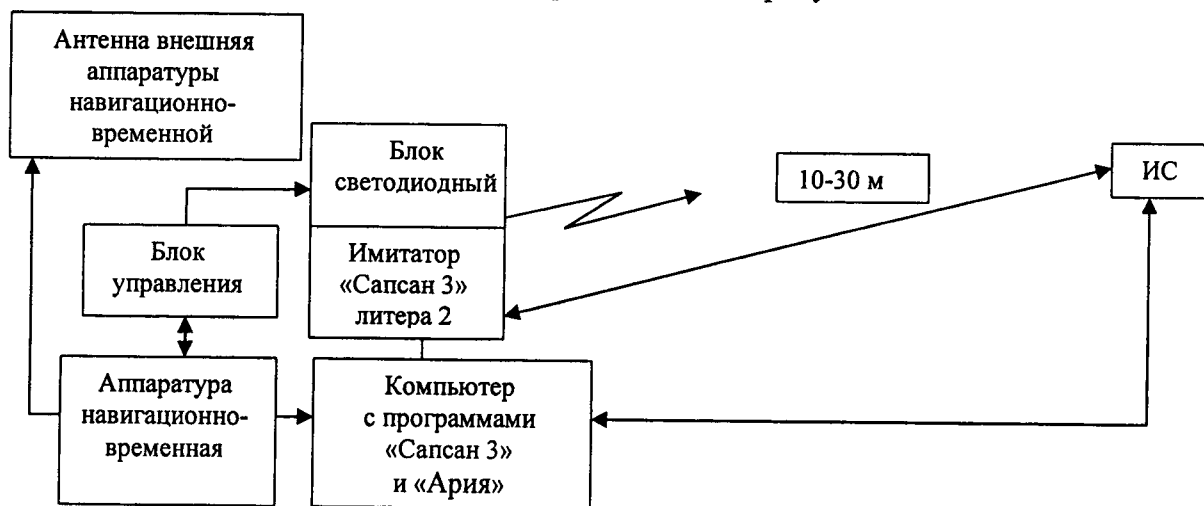 Антенна внешняя
аппаратуры
навигационно-
временной
Блок
светодиодный
10-30 м
ИС
Блок
управления
Имитатор
«Сапсан 3»
литера 2
Аппаратура
навигационно-
временная
Компьютер
с программами
«Сапсан 3»
и «Ария»